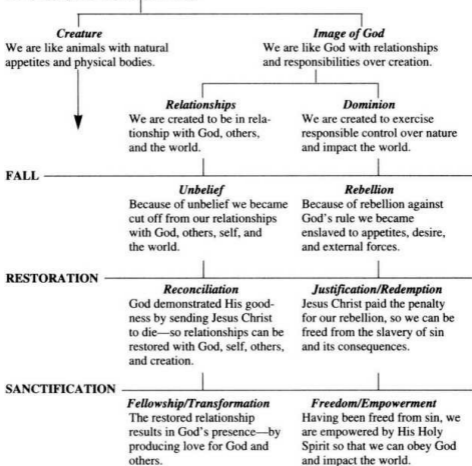 Creature
We are like animals with natural
appetites and physical bodies.
Image of God
We are like God with relationships
and responsibilities over creation.
Relationships
We are created to be in rela-
tionship with God, others,
and the world.
Dominion
We are created to exercise
responsible control over nature
and impact the world.
FALL
Unbelief
Because of unbelief we became
cut off from our relationships
with God, others, self, and
the world.
Rebellion
Because of rebellion against
God's rule we became
enslaved to appetites, desire,
and external forces.
RESTORATION
Reconciliation
God demonstrated His good-
ness by sending Jesus Christ
to die—so relationships can be
restored with God, self, others,
and creation.
Justification/Redemption
Jesus Christ paid the penalty
for our rebellion, so we can be
freed from the slavery of sin
and its consequences.
SANCTIFICATION
Fellowship/Transformation
The restored relationship
results in God's presence—by
producing love for God and
others.
Freedom/Empowerment
Having been freed from sin, we
are empowered by His Holy
Spirit so that we can obey God
and impact the world.